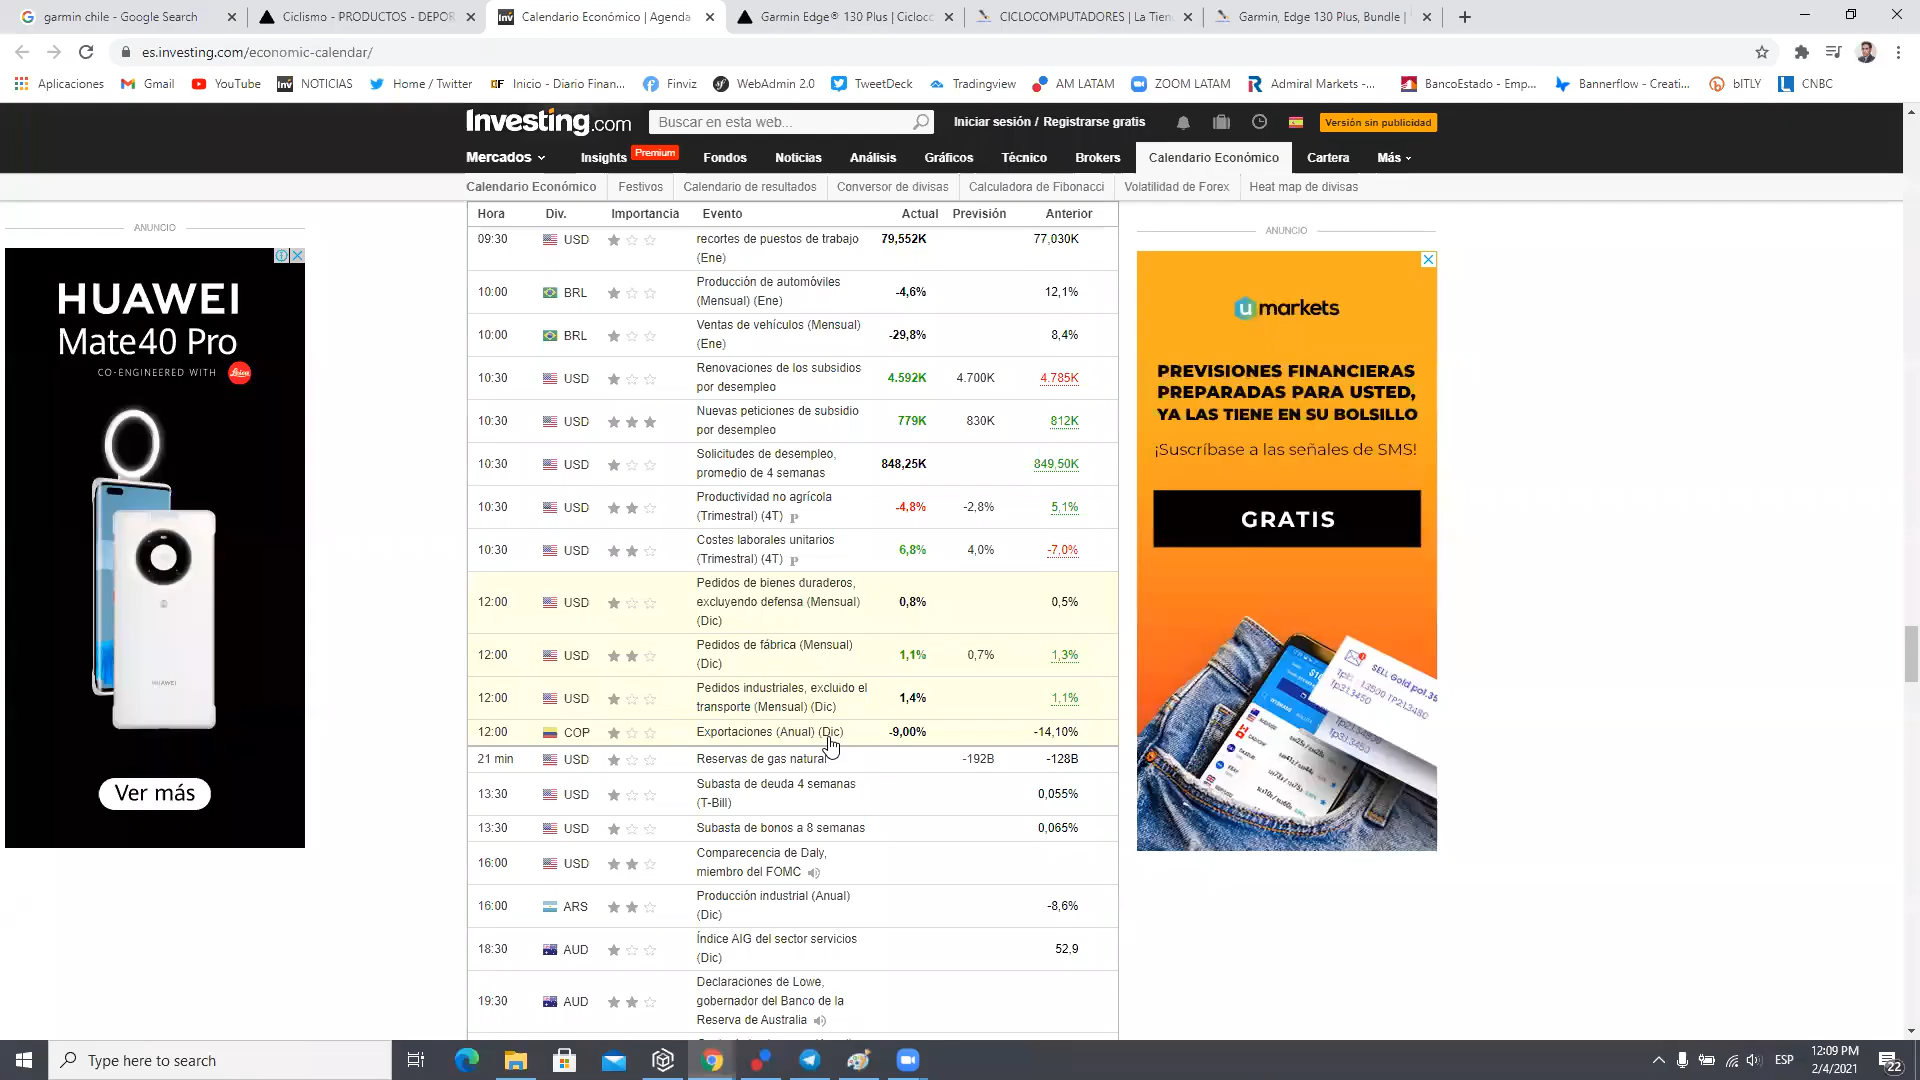 garmin chile - Google Search
Ciclismo - PRODUCTOS - DEPOR
Calendario Económico | Agenda
Garmin Edge® 130 Plus | Cicloco
CICLOCOMPUTADORES | La Tien
Garmin, Edge 130 Plus, Bundle |
es.investing.com/economic-calendar/
Aplicaciones Gmail YouTube NOTICIAS Home / Twitter Inicio - Diario Finan... Finviz WebAdmin 2.0 TweetDeck Tradingview AM LATAM ZOOM LATAM Admiral Markets -... BancoEstado - Emp... Bannerflow - Creati... bITLY CNBC
Investing.com
Buscar en esta web...
Iniciar sesión / Registrarse gratis
Versión sin publicidad
Mercados Insights Premium Fondos Noticias Análisis Gráficos Técnico Brokers Calendario Económico Cartera Más
Calendario Económico Festivos Calendario de resultados Conversor de divisas Calculadora de Fibonacci Volatilidad de Forex Heat map de divisas
Hora Div. Importancia Evento Actual Previsión Anterior
09:30 USD recortes de puestos de trabajo 79,552K 77,030K
(Ene)
10:00 BRL Producción de automóviles -4,6% 12,1%
(Mensual) (Ene)
10:00 BRL Ventas de vehículos (Mensual) -29,8% 8,4%
(Ene)
10:30 USD Renovaciones de los subsidios 4.592K 4.700K 4.785K
por desempleo
10:30 USD Nuevas peticiones de subsidio 779K 830K 812K
por desempleo
10:30 USD Solicitudes de desempleo, 848,25K 849,50K
promedio de 4 semanas
10:30 USD Productividad no agrícola -4,8% -2,8% 5,1%
(Trimestral) (4T) P
10:30 USD Costes laborales unitarios 6,8% 4,0% -7,0%
(Trimestral) (4T) P
Pedidos de bienes duraderos,
12:00 USD excluyendo defensa (Mensual) 0,8% 0,5%
(Dic)
12:00 USD Pedidos de fábrica (Mensual) 1,1% 0,7% 1,3%
(Dic)
12:00 USD Pedidos industriales, excluido el 1,4% 1,1%
transporte (Mensual) (Dic)
12:00 COP Exportaciones (Anual) (Dic) -9,00% -14,10%
21 min USD Reservas de gas natural -192B -128B
13:30 USD Subasta de deuda 4 semanas 0,055%
(T-Bill)
13:30 USD Subasta de bonos a 8 semanas 0,065%
16:00 USD Comparecencia de Daly,
miembro del FOMC
16:00 ARS Producción industrial (Anual) -8,6%
(Dic)
18:30 AUD Índice AIG del sector servicios 52,9
(Dic)
Declaraciones de Lowe,
19:30 AUD gobernador del Banco de la
Reserva de Australia
ANUNCIO
HUAWEI
Mate40 Pro
CO-ENGINEERED WITH Leica
HUAWEI
HUAWEI
Ver más
ANUNCIO
umarkets
PREVISIONES FINANCIERAS
PREPARADAS PARA USTED,
YA LAS TIENE EN SU BOLSILLO
¡Suscríbase a las señales de SMS!
GRATIS
SELL Gold
Type here to search
ESP
12:09 PM
2/4/2021
22